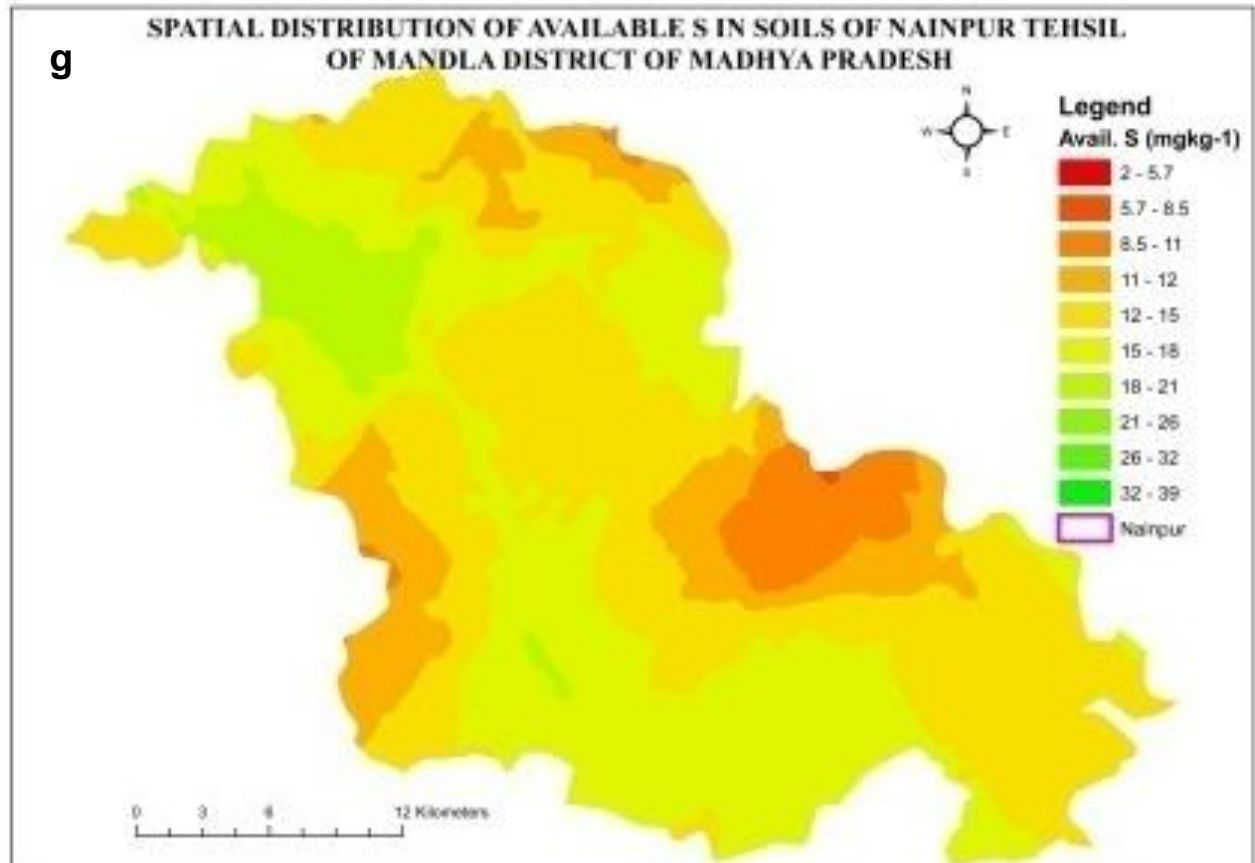 SPATIAL DISTRIBUTION OF AVAILABLE S IN SOILS OF NAINPUR TEHSIL
OF MANDLA DISTRICT OF MADHYA PRADESH
g
N
W E
S
Legend
Avail. S (mgkg-1)
2 - 5.7
5.7 - 8.5
8.5 - 11
11 - 12
12 - 15
15 - 18
18 - 21
21 - 26
26 - 32
32 - 39
Nainpur
0 3 6 12 Kilometers